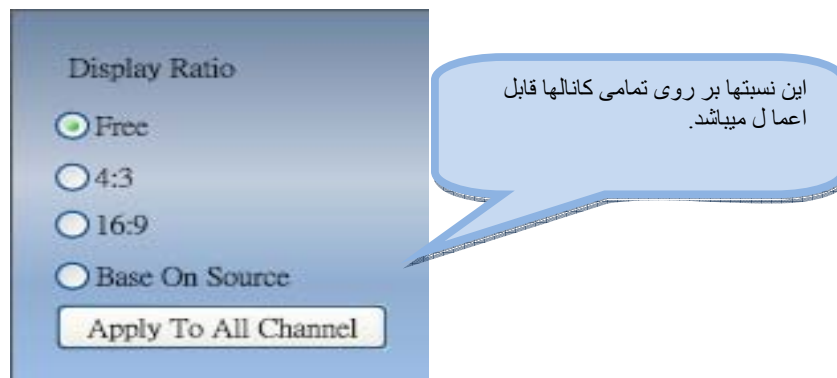 Display Ratio
Free
4:3
16:9
Base On Source
Apply To All Channel
این نسبتها بر روی تمامی کانالها قابل
اعما ل میباشد.